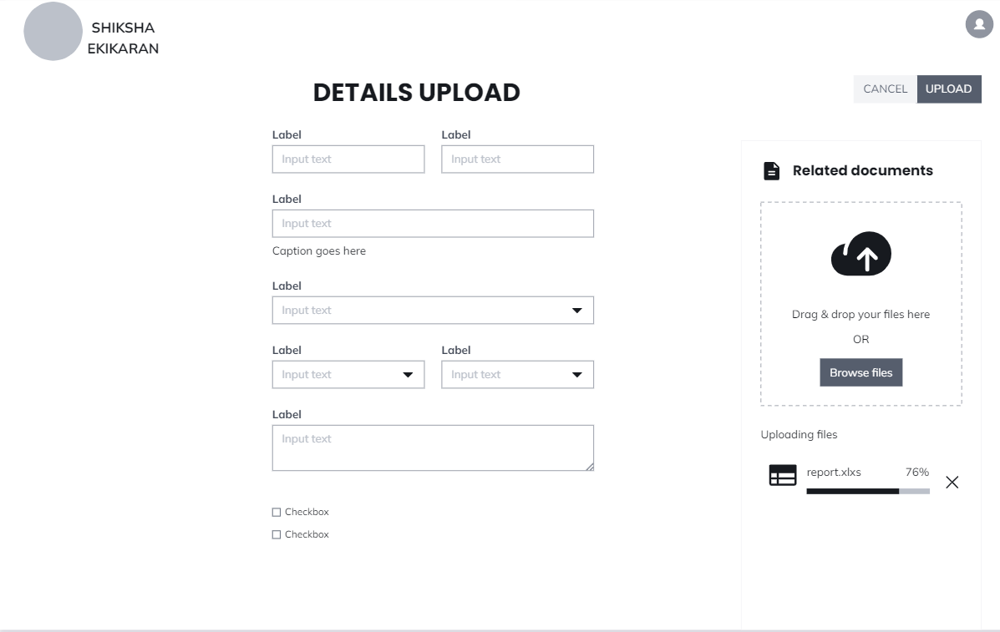 SHIKSHA
EKIKARAN
DETAILS UPLOAD
CANCEL
UPLOAD
Label
Label
Input text
Input text
Label
Input text
Caption goes here
Label
Input text
Label
Label
Input text
Input text
Label
Input text
Checkbox
Checkbox
Related documents
Drag & drop your files here
OR
Browse files
Uploading files
report.xlxs
76%